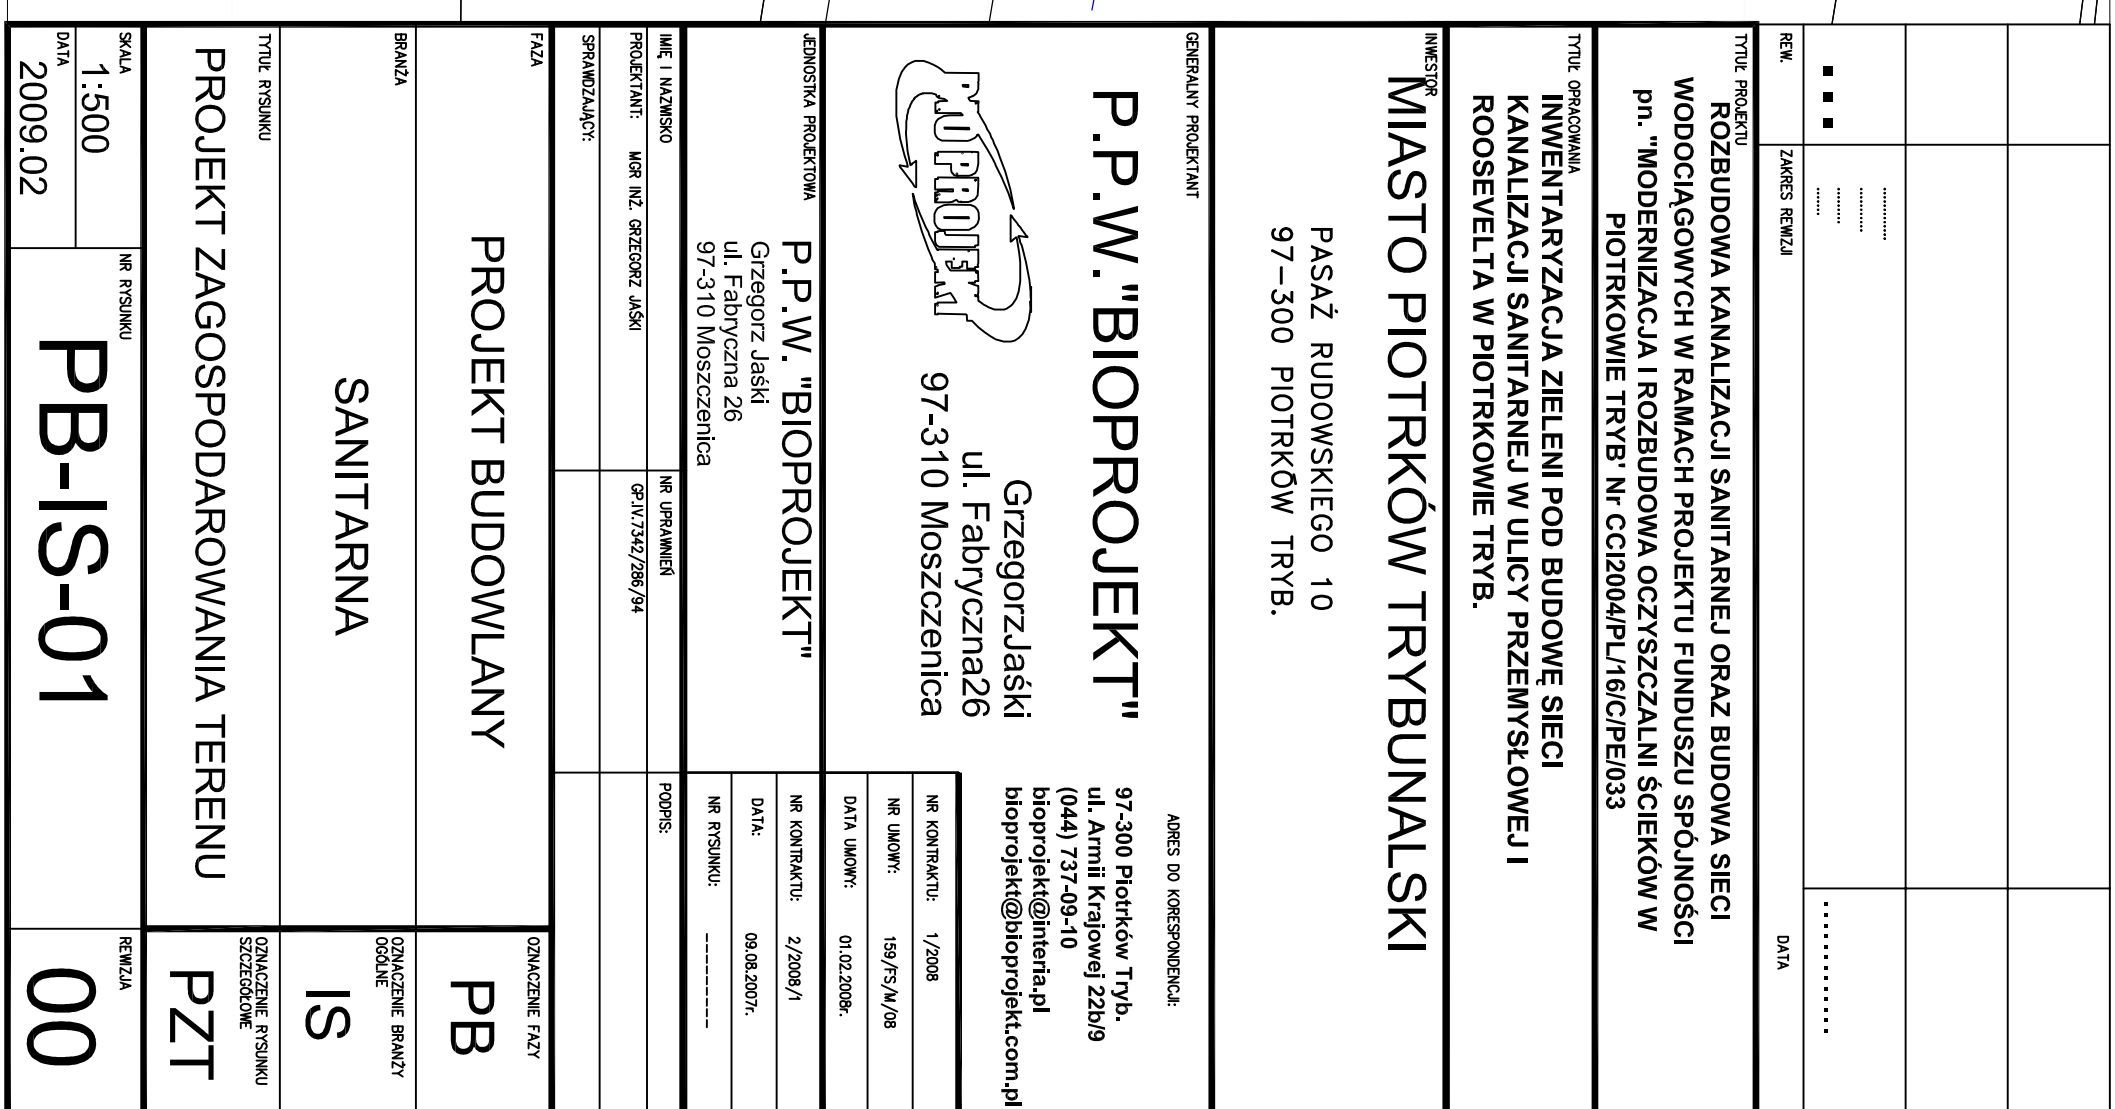 REW.
ZAKRES REWIZJI
DATA
TYTUŁ PROJEKTU
ROZBUDOWA KANALIZACJI SANITARNEJ ORAZ BUDOWA SIECI
WODOCIĄGOWYCH W RAMACH PROJEKTU FUNDUSZU SPÓJNOŚCI
pn. "MODERNIZACJA I ROZBUDOWA OCZYSZCZALNI ŚCIEKÓW W
PIOTRKOWIE TRYB' Nr CCI2004/PL/16/C/PE/033
TYTUŁ OPRACOWANIA
INWENTARYZACJA ZIELENI POD BUDOWĘ SIECI
KANALIZACJI SANITARNEJ W ULICY PRZEMYSŁOWEJ I
ROOSEVELTA W PIOTRKOWIE TRYB.
INWESTOR
MIASTO PIOTRKÓW TRYBUNALSKI
PASAŻ RUDOWSKIEGO 10
97-300 PIOTRKÓW TRYB.
GENERALNY PROJEKTANT
P.P.W."BIOPROJEKT"
BIOPROJEKT
GrzegorzJaśki
ul. Fabryczna26
97-310 Moszczenica
ADRES DO KORESPONDENCJI:
97-300 Piotrków Tryb.
ul. Armii Krajowej 22b/9
(044) 737-09-10
bioprojekt@interia.pl
bioprojekt@bioprojekt.com.pl
NR KONTRAKTU: 1/2008
NR UMOWY: 159/FS/M/08
DATA UMOWY: 01.02.2008r.
JEDNOSTKA PROJEKTOWA
P.P.W. "BIOPROJEKT"
Grzegorz Jaśki
ul. Fabryczna 26
97-310 Moszczenica
NR KONTRAKTU: 2/2008/1
DATA: 09.08.2007r.
NR RYSUNKU: --------
IMIĘ I NAZWISKO
NR UPRAWNIEŃ
PODPIS:
PROJEKTANT: MGR INŻ. GRZEGORZ JAŚKI
GP.IV.7342/286/94
SPRAWDZAJĄCY:
FAZA
PROJEKT BUDOWLANY
OZNACZENIE FAZY
PB
BRANŻA
SANITARNA
OZNACZENIE BRANŻY
OGÓLNE
IS
TYTUŁ RYSUNKU
PROJEKT ZAGOSPODAROWANIA TERENU
OZNACZENIE RYSUNKU
SZCZEGÓŁOWE
PZT
SKALA
1:500
DATA
2009.02
NR RYSUNKU
PB-IS-01
REWIZJA
00